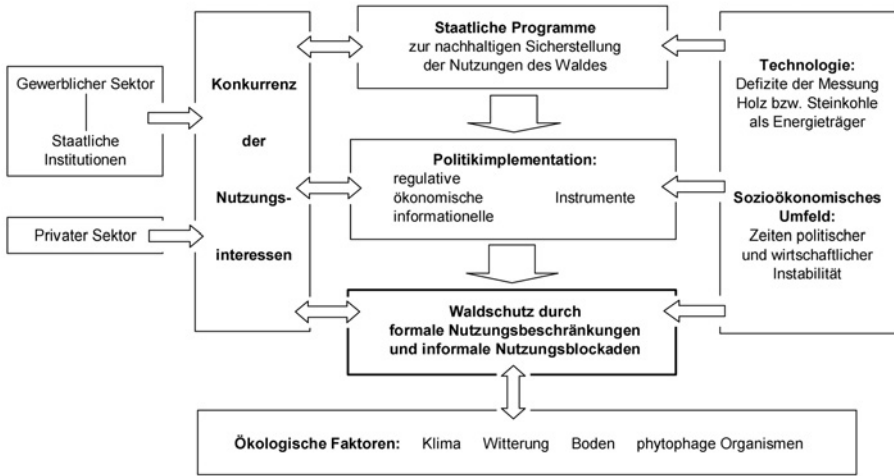 Gewerblicher Sektor
Staatliche
Institutionen
Privater Sektor
Konkurrenz
der
Nutzungs-
interessen
Staatliche Programme
zur nachhaltigen Sicherstellung
der Nutzungen des Waldes
Politikimplementation:
regulative
ökonomische Instrumente
informationelle
Waldschutz durch
formale Nutzungsbeschränkungen
und informale Nutzungsblockaden
Technologie:
Defizite der Messung
Holz bzw. Steinkohle
als Energieträger
Sozioökonomisches
Umfeld:
Zeiten politischer
und wirtschaftlicher
Instabilität
Ökologische Faktoren: Klima Witterung Boden phytophage Organismen